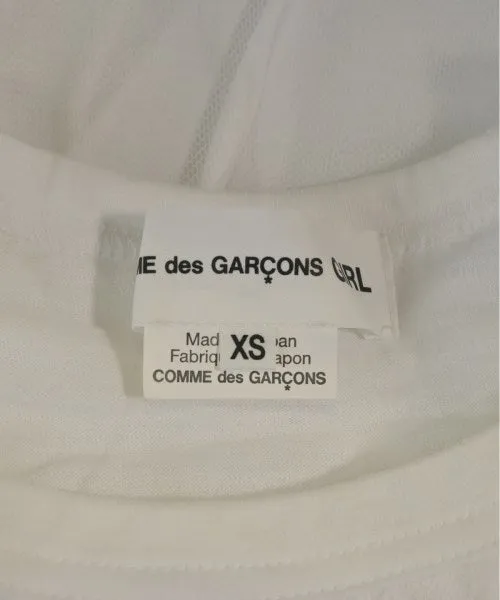 ME des GARÇONS GIRL
Mad XS pan
Fabriq apon
COMME des GARÇONS